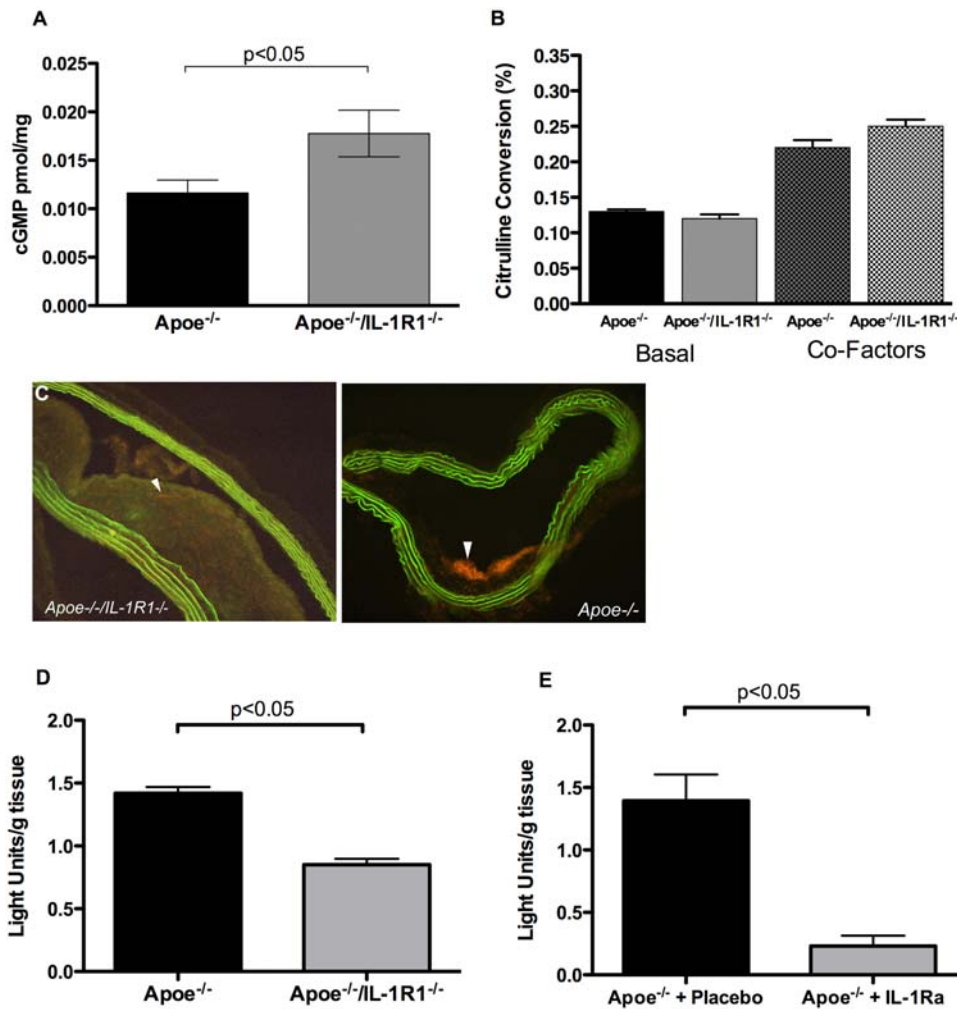 A
p<0.05
cGMP pmol/mg
0.025
0.020
0.015
0.010
0.005
0.000
Apoe-/-
Apoe-/-/IL-1R1-/-
B
Citrulline Conversion (%)
0.35
0.30
0.25
0.20
0.15
0.10
0.05
0.00
Apoe-/- Apoe-/-/IL-1R1-/- Apoe-/- Apoe-/-/IL-1R1-/-
Basal Co-Factors
C
Apoe-/-/IL-1R1-/-
Apoe-/-
D
p<0.05
Light Units/g tissue
2.0
1.5
1.0
0.5
0.0
Apoe-/- Apoe-/-/IL-1R1-/-
E
p<0.05
Light Units/g tissue
2.0
1.5
1.0
0.5
0.0
Apoe-/- + Placebo Apoe-/- + IL-1Ra